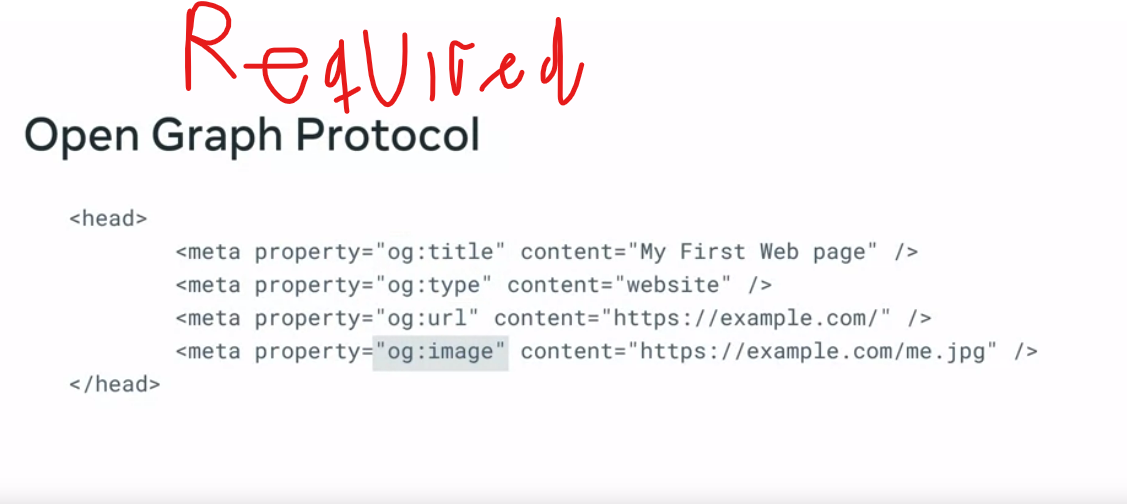 Required
Open Graph Protocol
<head>
<meta property="og:title" content="My First Web page" />
<meta property="og:type" content="website" />
<meta property="og:url" content="https://example.com/" />
<meta property="og:image" content="https://example.com/me.jpg" />
</head>